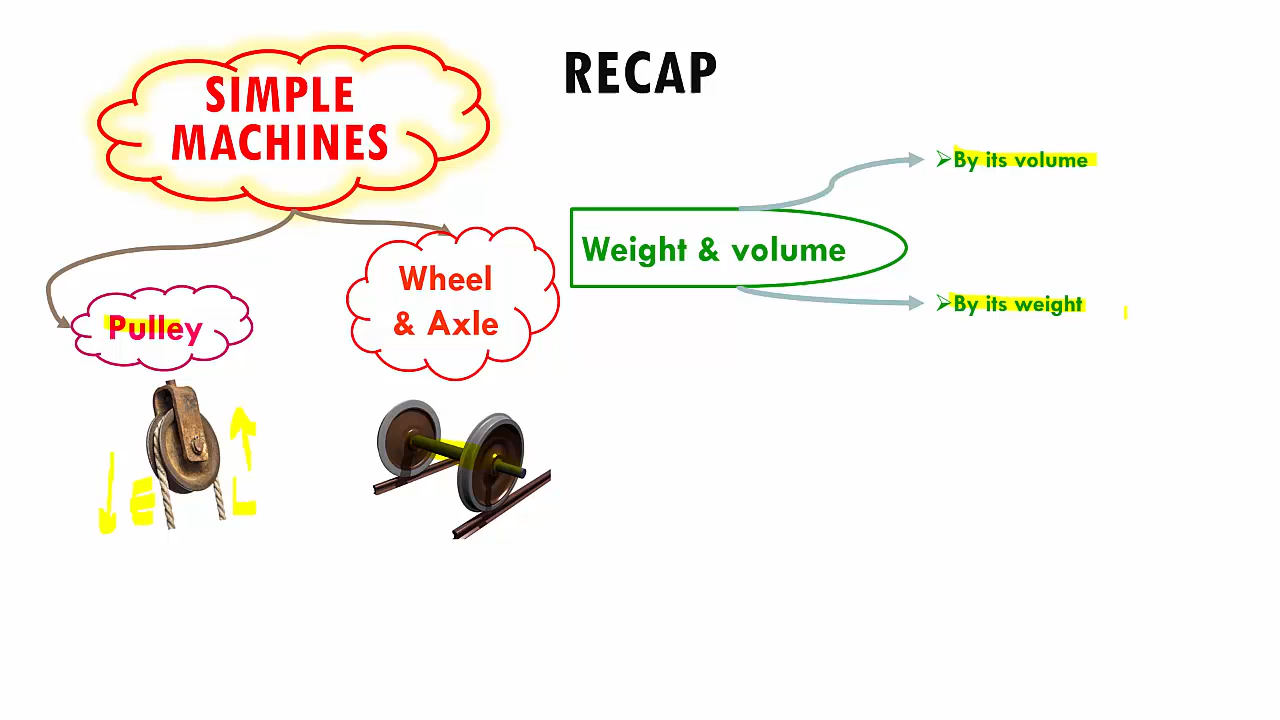 RECAP
SIMPLE
MACHINES
Pulley
Wheel
& Axle
E
L
Weight & volume
By its volume
By its weight